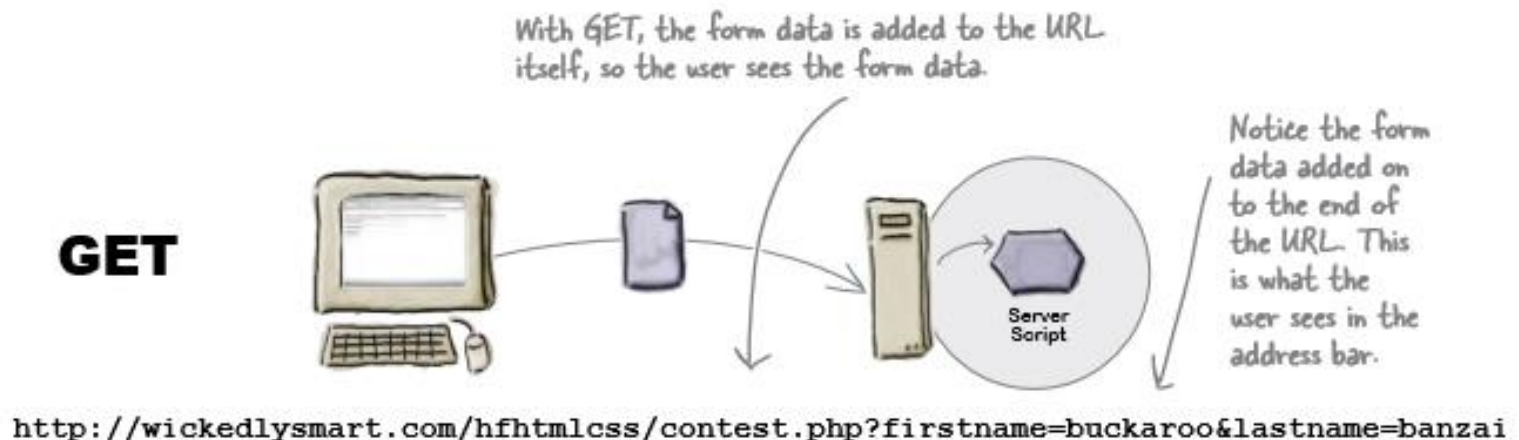 With GET, the form data is added to the URL
itself, so the user sees the form data.
Notice the form
data added on
to the end of
the URL. This
is what the
user sees in the
address bar.
GET
Server
Script
http://wickedlysmart.com/hfhtmlcss/contest.php?firstname=buckaroo&lastname=banzai